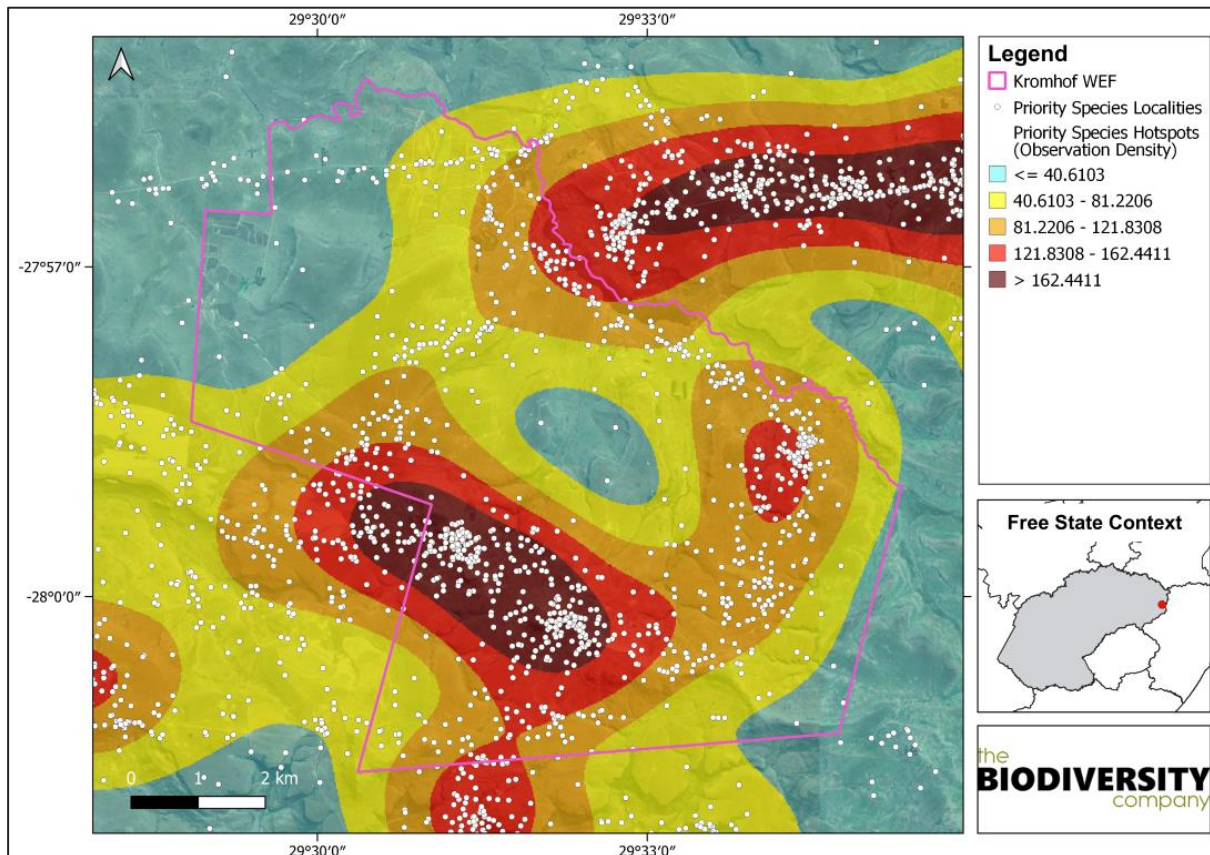 29°30′0″ 29°33′0″
Legend
Kromhof WEF
Priority Species Localities
Priority Species Hotspots
(Observation Density)
<= 40.6103
40.6103 - 81.2206
81.2206 - 121.8308
121.8308 - 162.4411
> 162.4411
-27°57′0″
-28°0′0″
0 1 2 km
29°30′0″ 29°33′0″
Free State Context
the
BIODIVERSITY
company